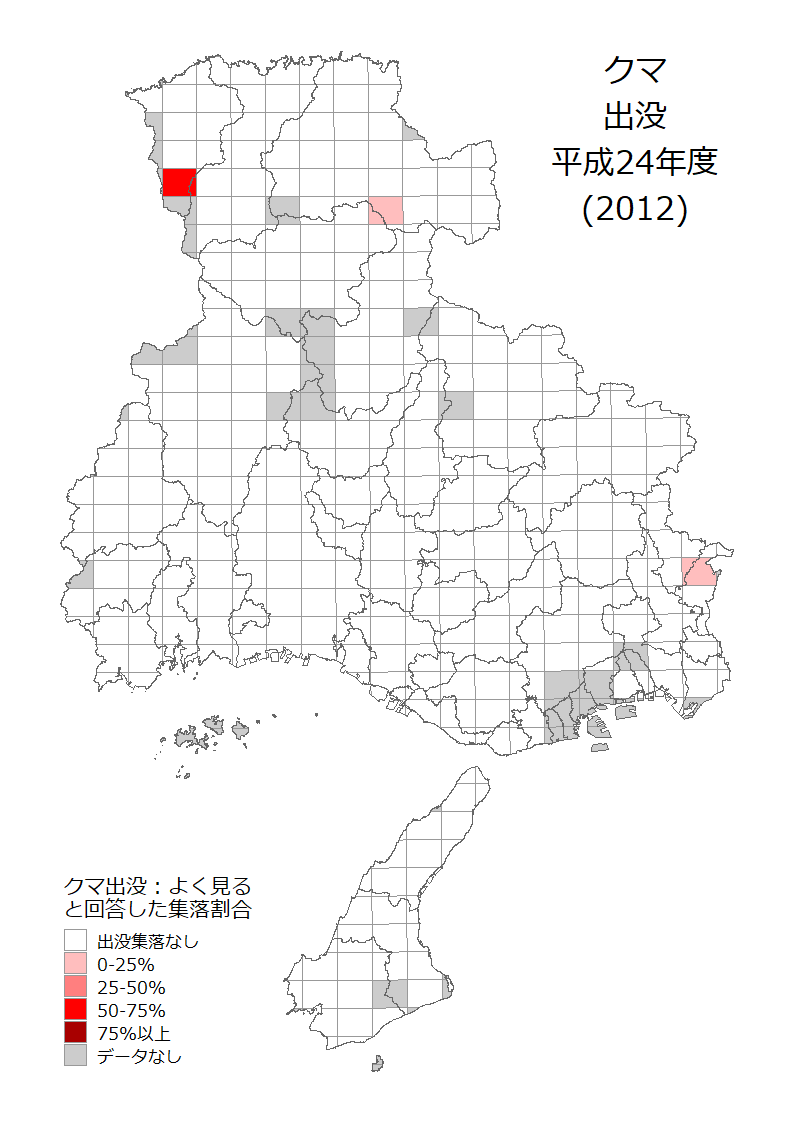 クマ
出没
平成24年度
(2012)
クマ出没：よく見る
と回答した集落割合
出没集落なし
0-25%
25-50%
50-75%
75%以上
データなし